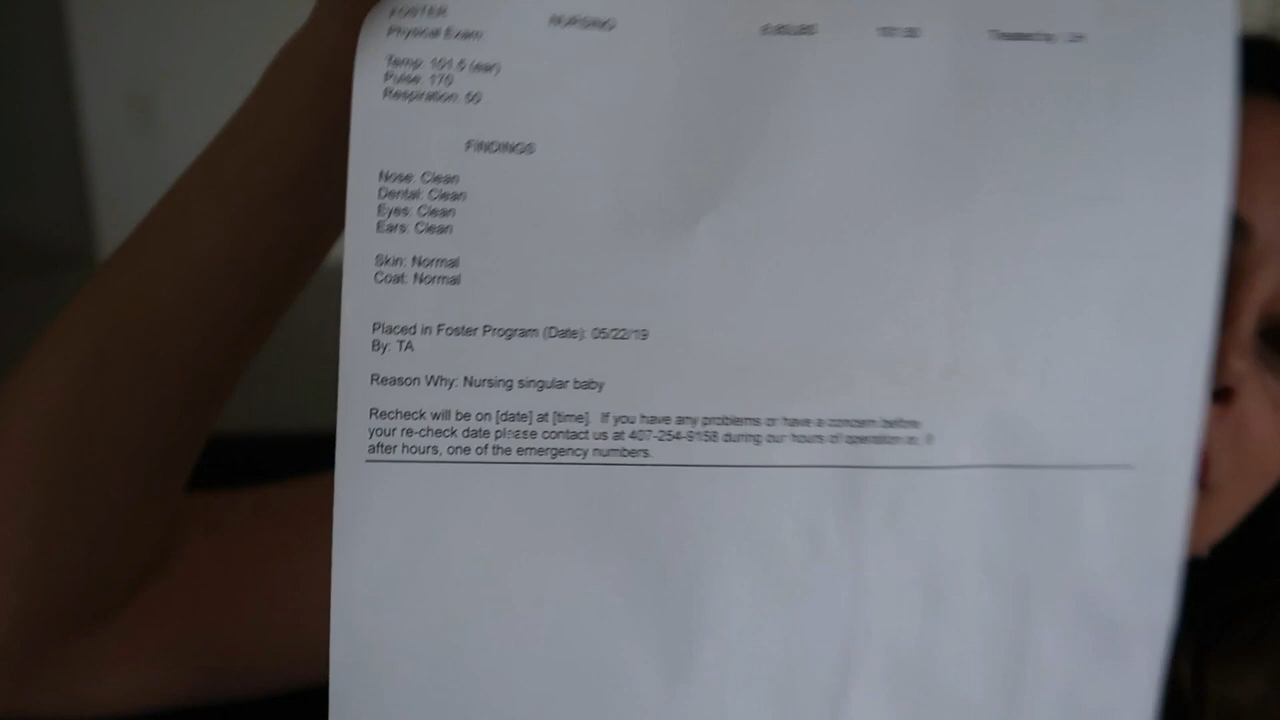 FOSTER NURSING
Physical Exam
Temp: 101.5 (ear)
Pulse: 170
Respiration: 60
FINDINGS
Nose: Clean
Dental: Clean
Eyes: Clean
Ears: Clean
Skin: Normal
Coat: Normal
Placed in Foster Program (Date): 05/22/19
By: TA
Reason Why: Nursing singular baby
Recheck will be on [date] at [time]. If you have any problems or have a concern before
your re-check date please contact us at 407-254-9158 during our hours of operation
after hours, one of the emergency numbers.